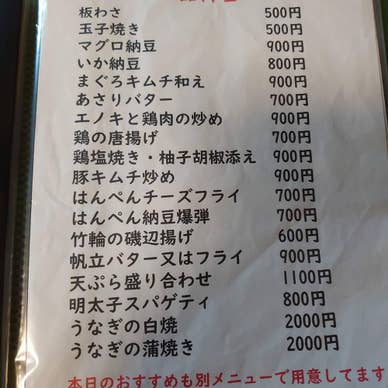 板わさ 500円
玉子焼き 500円
マグロ納豆 900円
いか納豆 800円
まぐろキムチ和え 900円
あさりバター 700円
エノキと鶏肉の炒め 900円
鶏の唐揚げ 700円
鶏塩焼き・柚子胡椒添え 900円
豚キムチ炒め 900円
はんぺんチーズフライ 700円
はんぺん納豆爆弾 700円
竹輪の磯辺揚げ 600円
帆立バター又はフライ 900円
天ぷら盛り合わせ 1100円
明太子スパゲティ 800円
うなぎの白焼 2000円
うなぎの蒲焼き 2000円
本日のおすすめも別メニューで用意してます